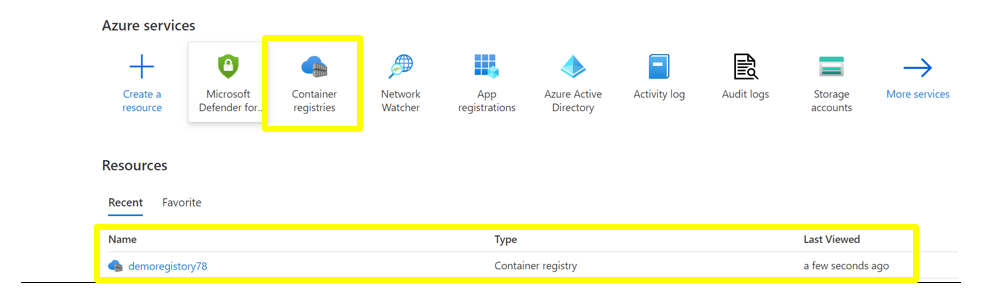 Azure services
Create a resource
Microsoft Defender for...
Container registries
Network Watcher
App registrations
Azure Active Directory
Activity log
Audit logs
Storage accounts
More services
Resources
Recent Favorite
Name Type Last Viewed
demoregistory78 Container registry a few seconds ago